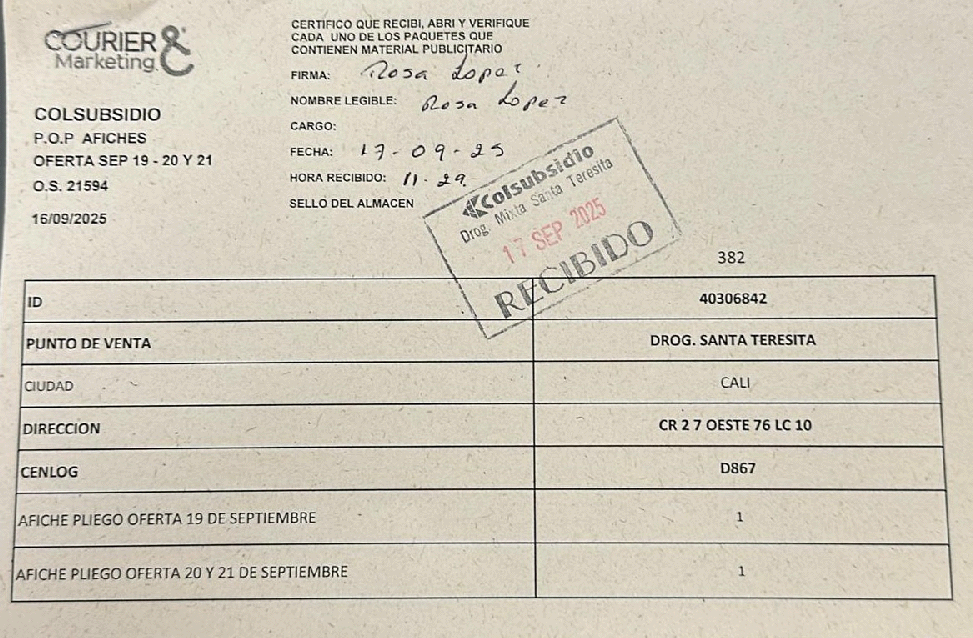 COURIER &
Marketing
COLSUBSIDIO
P.O.P AFICHES
OFERTA SEP 19 - 20 Y 21
O.S. 21594
16/09/2025
CERTIFICO QUE RECIBI, ABRI Y VERIFIQUE
CADA UNO DE LOS PAQUETES QUE
CONTIENEN MATERIAL PUBLICITARIO
FIRMA: Rosa Lopez
NOMBRE LEGIBLE: Rosa Lopez
CARGO:
FECHA: 17-09-25
HORA RECIBIDO: 11-29
SELLO DEL ALMACEN
Colsubsidio
Drog. Mixta Santa Teresita
17 SEP 2025
RECIBIDO
382
ID 40306842
PUNTO DE VENTA DROG. SANTA TERESITA
CIUDAD CALI
DIRECCION CR 2 7 OESTE 76 LC 10
CENLOG D867
AFICHE PLIEGO OFERTA 19 DE SEPTIEMBRE 1
AFICHE PLIEGO OFERTA 20 Y 21 DE SEPTIEMBRE 1